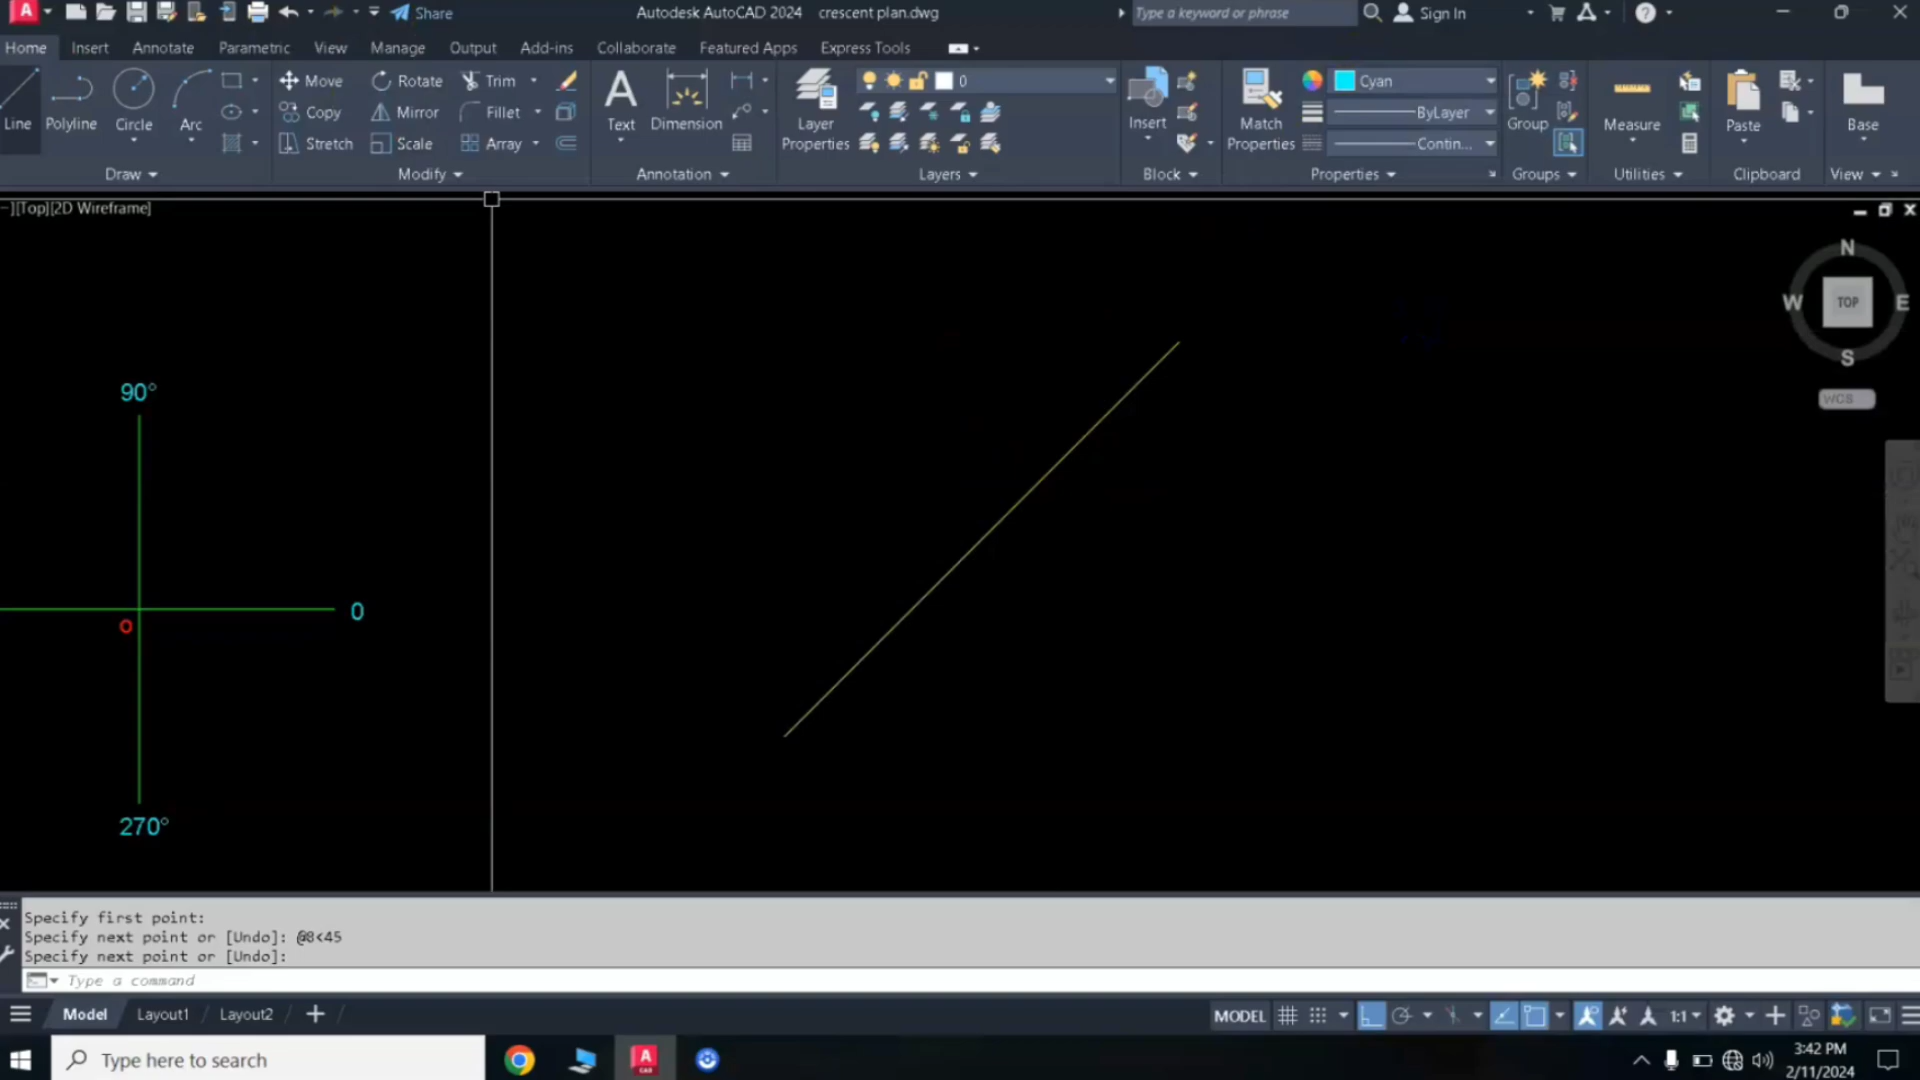 A Share Autodesk AutoCAD 2024 crescent plan.dwg Type a keyword or phrase Sign In
Home Insert Annotate Parametric View Manage Output Add-ins Collaborate Featured Apps Express Tools
Move Rotate Trim 0 Cyan
Line Polyline Circle Arc Copy Mirror Fillet Text Dimension Layer Properties Insert Match Properties ByLayer Group Measure Paste Base
Stretch Scale Array Contin...
Draw Modify Annotation Layers Block Properties Groups Utilities Clipboard View
−][Top][2D Wireframe]
N
W TOP E
S
WCS
90°
0
o
270°
Specify first point:
Specify next point or [Undo]: @8<45
Specify next point or [Undo]:
Type a command
Model Layout1 Layout2 + MODEL 1:1
Type here to search A CAD 3:42 PM
2/11/2024